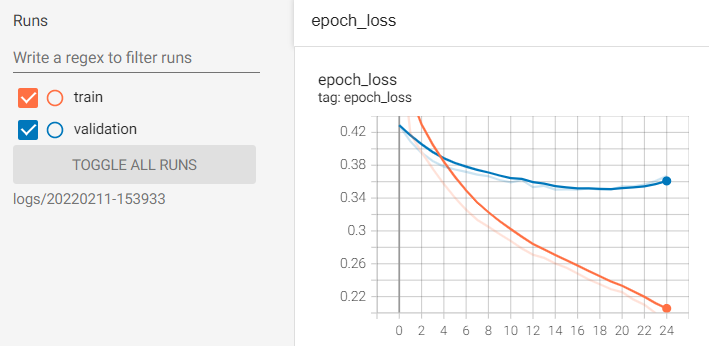 Runs
Write a regex to filter runs
train
validation
TOGGLE ALL RUNS
logs/20220211-153933
epoch_loss
epoch_loss
tag: epoch_loss
0.42
0.38
0.34
0.3
0.26
0.22
0 2 4 6 8 10 12 14 16 18 20 22 24